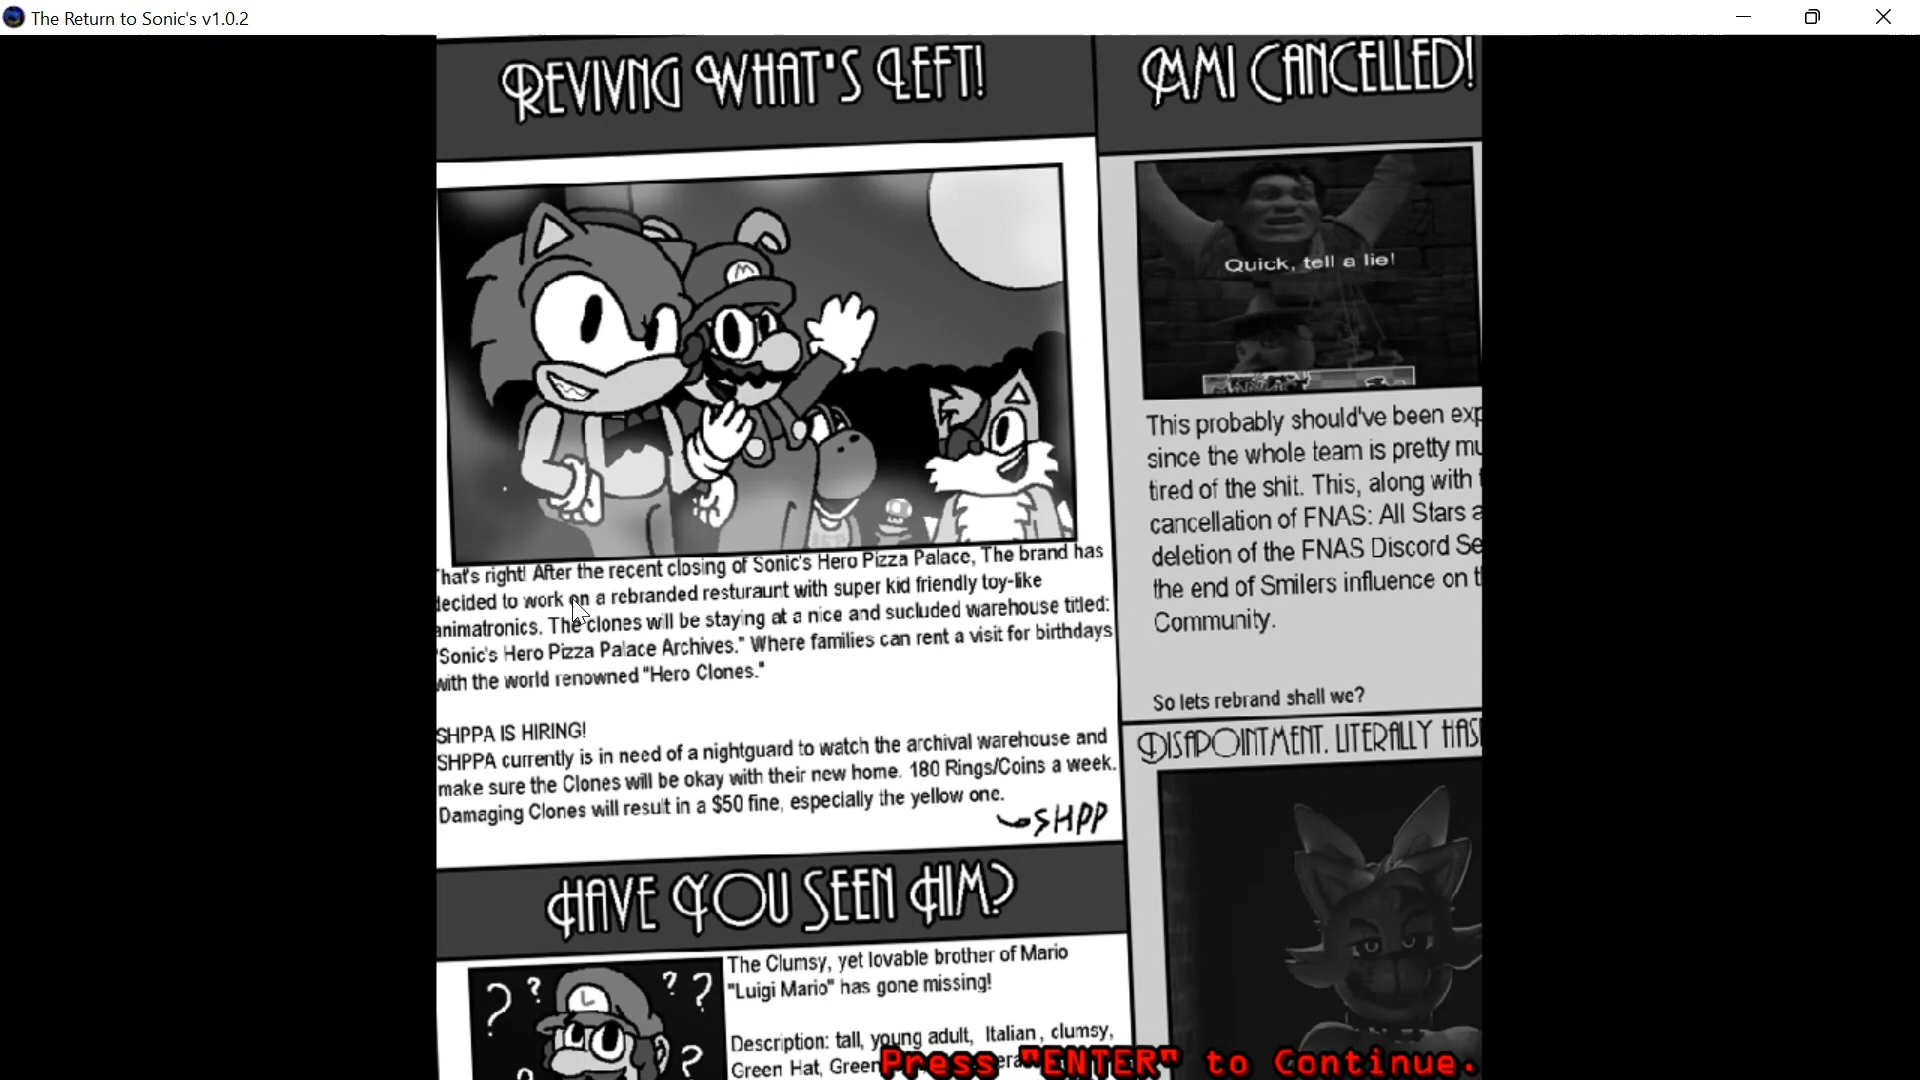 The Return to Sonic's v1.0.2
REVIVNG WHAT'S LEFT!
That's right! After the recent closing of Sonic's Hero Pizza Palace, The brand has
decided to work on a rebranded resturaunt with super kid friendly toy-like
animatronics. The clones will be staying at a nice and sucluded warehouse titled:
"Sonic's Hero Pizza Palace Archives." Where families can rent a visit for birthdays
with the world renowned "Hero Clones."
SHPPA IS HIRING!
SHPPA currently is in need of a nightguard to watch the archival warehouse and
make sure the Clones will be okay with their new home. 180 Rings/Coins a week.
Damaging Clones will result in a $50 fine, especially the yellow one.
SHPP
HAVE YOU SEEN HIM?
The Clumsy, yet lovable brother of Mario
"Luigi Mario" has gone missing!
Description: tall, young adult, Italian, clumsy,
Green Hat, Green
AMI CANCELLED!
Quick, tell a lie!
This probably should've been exp
since the whole team is pretty mu
tired of the shit. This, along with t
cancellation of FNAS: All Stars a
deletion of the FNAS Discord Se
the end of Smilers influence on t
Community.
So lets rebrand shall we?
DISAPOINTMENT. LITERALLY HAS
Press "ENTER" to Continue.